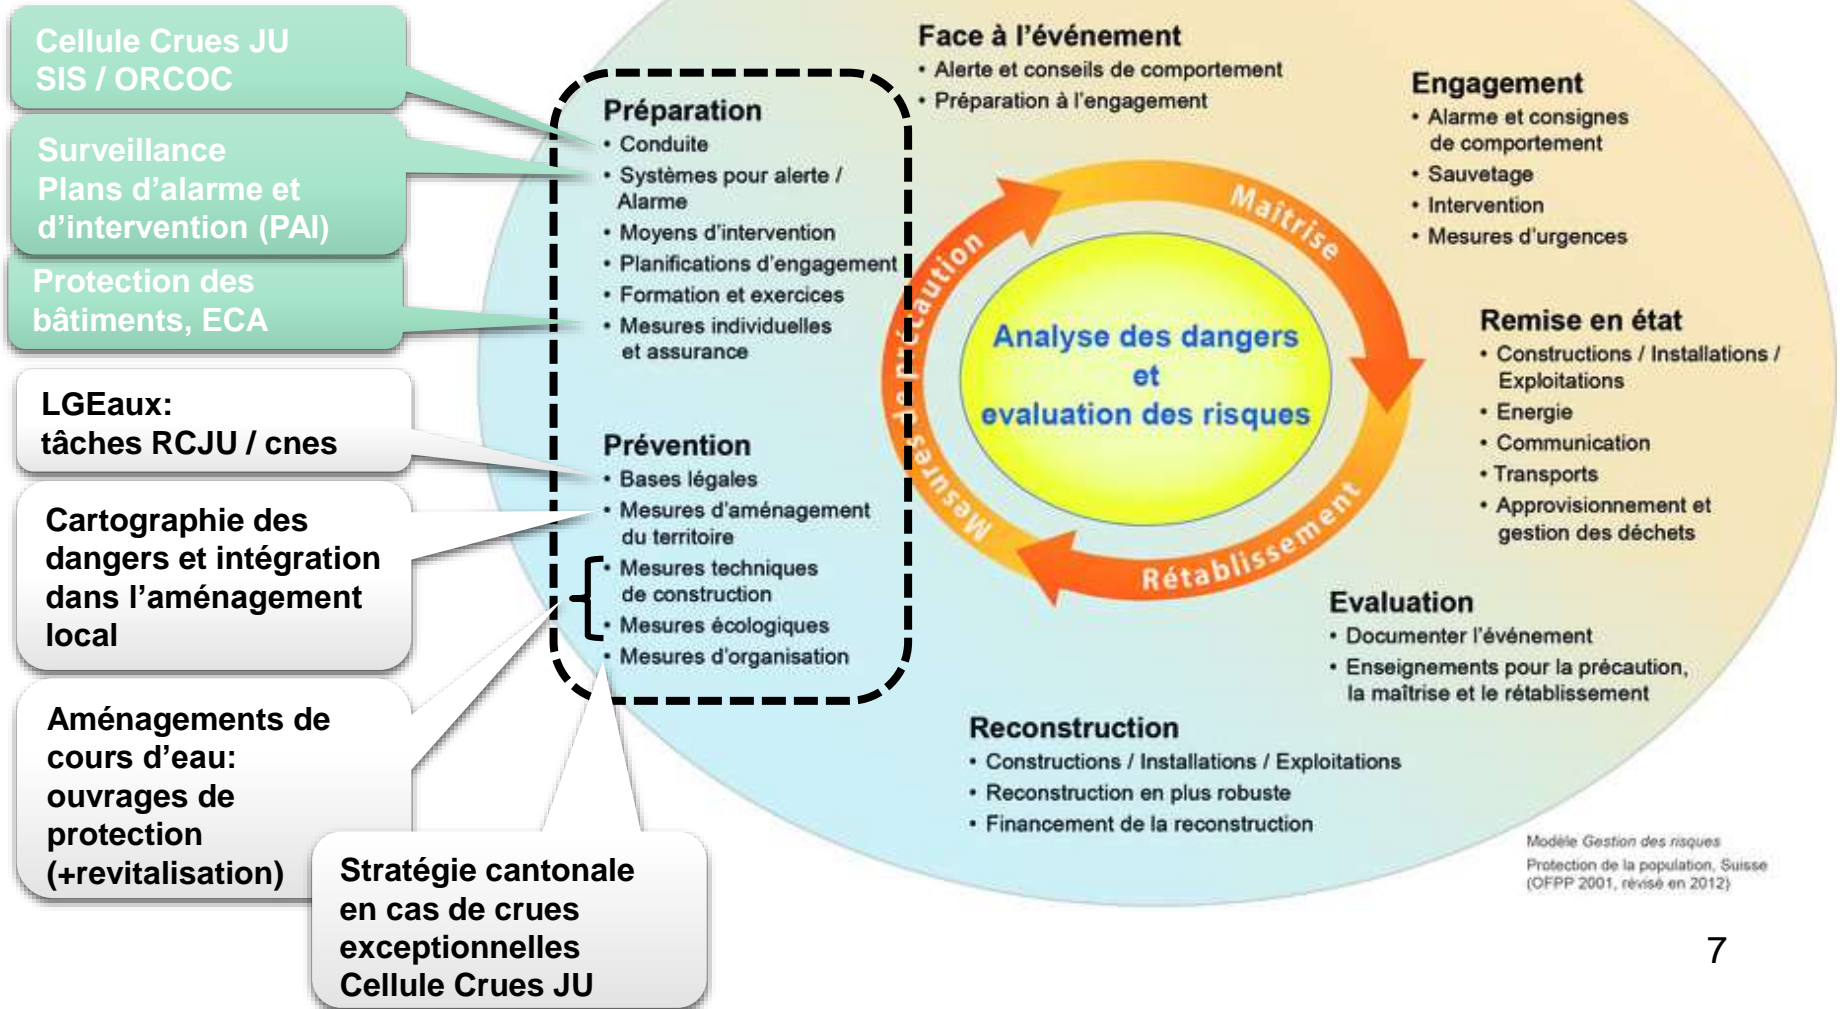 Cellule Crues JU
SIS / ORCOC
Surveillance
Plans d'alarme et
d'intervention (PAI)
Protection des
bâtiments, ECA
LGEaux:
tâches RCJU / cnes
Cartographie des
dangers et intégration
dans l'aménagement
local
Aménagements de
cours d'eau:
ouvrages de
protection
(+revitalisation)
Stratégie cantonale
en cas de crues
exceptionnelles
Cellule Crues JU
Préparation
• Conduite
• Systèmes pour alerte /
Alarme
• Moyens d'intervention
• Planifications d'engagement
• Formation et exercices
• Mesures individuelles
et assurance
Prévention
• Bases légales
• Mesures d'aménagement
du territoire
• Mesures techniques
de construction
• Mesures écologiques
• Mesures d'organisation
Face à l'événement
• Alerte et conseils de comportement
• Préparation à l'engagement
Engagement
• Alarme et consignes
de comportement
• Sauvetage
• Intervention
• Mesures d'urgences
Remise en état
• Constructions / Installations /
Exploitations
• Energie
• Communication
• Transports
• Approvisionnement et
gestion des déchets
Evaluation
• Documenter l'événement
• Enseignements pour la précaution,
la maîtrise et le rétablissement
Reconstruction
• Constructions / Installations / Exploitations
• Reconstruction en plus robuste
• Financement de la reconstruction
Mesures de précaution
Maîtrise
Rétablissement
Analyse des dangers
et
evaluation des risques
Modèle Gestion des risques
Protection de la population, Suisse
(OFPP 2001, révisé en 2012)
7